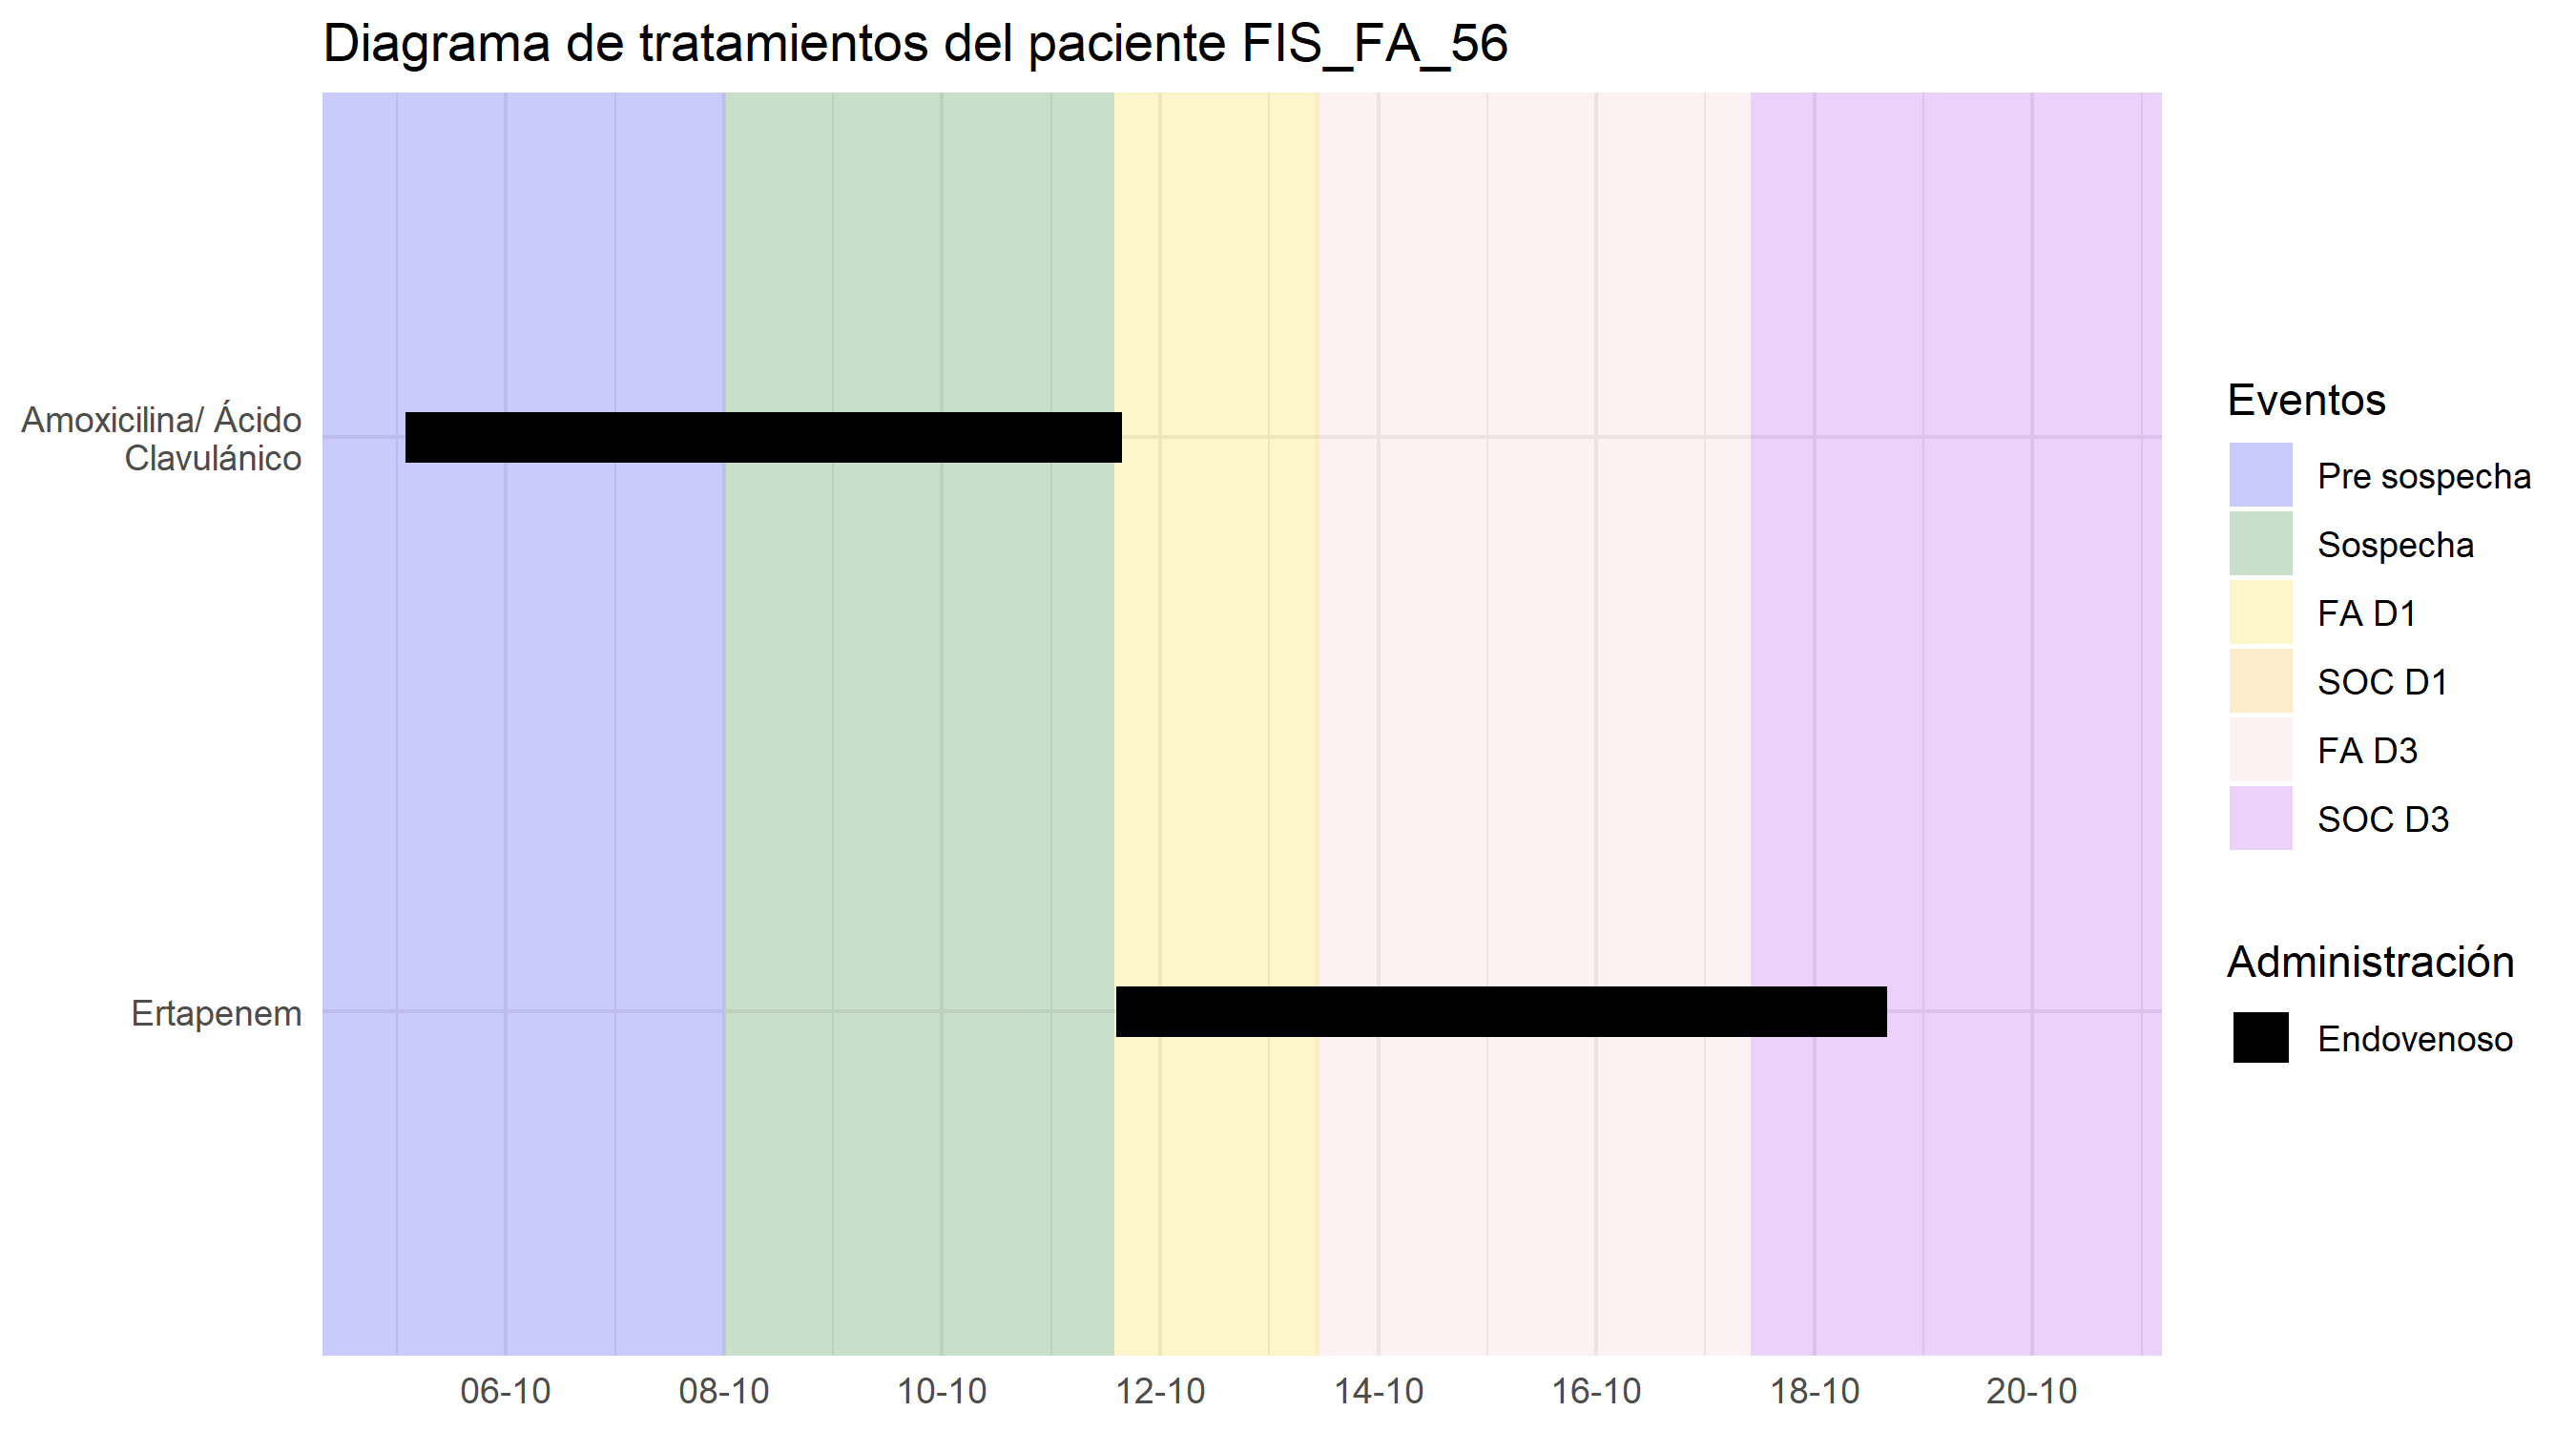 Diagrama de tratamientos del paciente FIS_FA_56
Amoxicilina/ Ácido
Clavulánico
Ertapenem
06-10
08-10
10-10
12-10
14-10
16-10
18-10
20-10
Eventos
Pre sospecha
Sospecha
FA D1
SOC D1
FA D3
SOC D3
Administración
Endovenoso